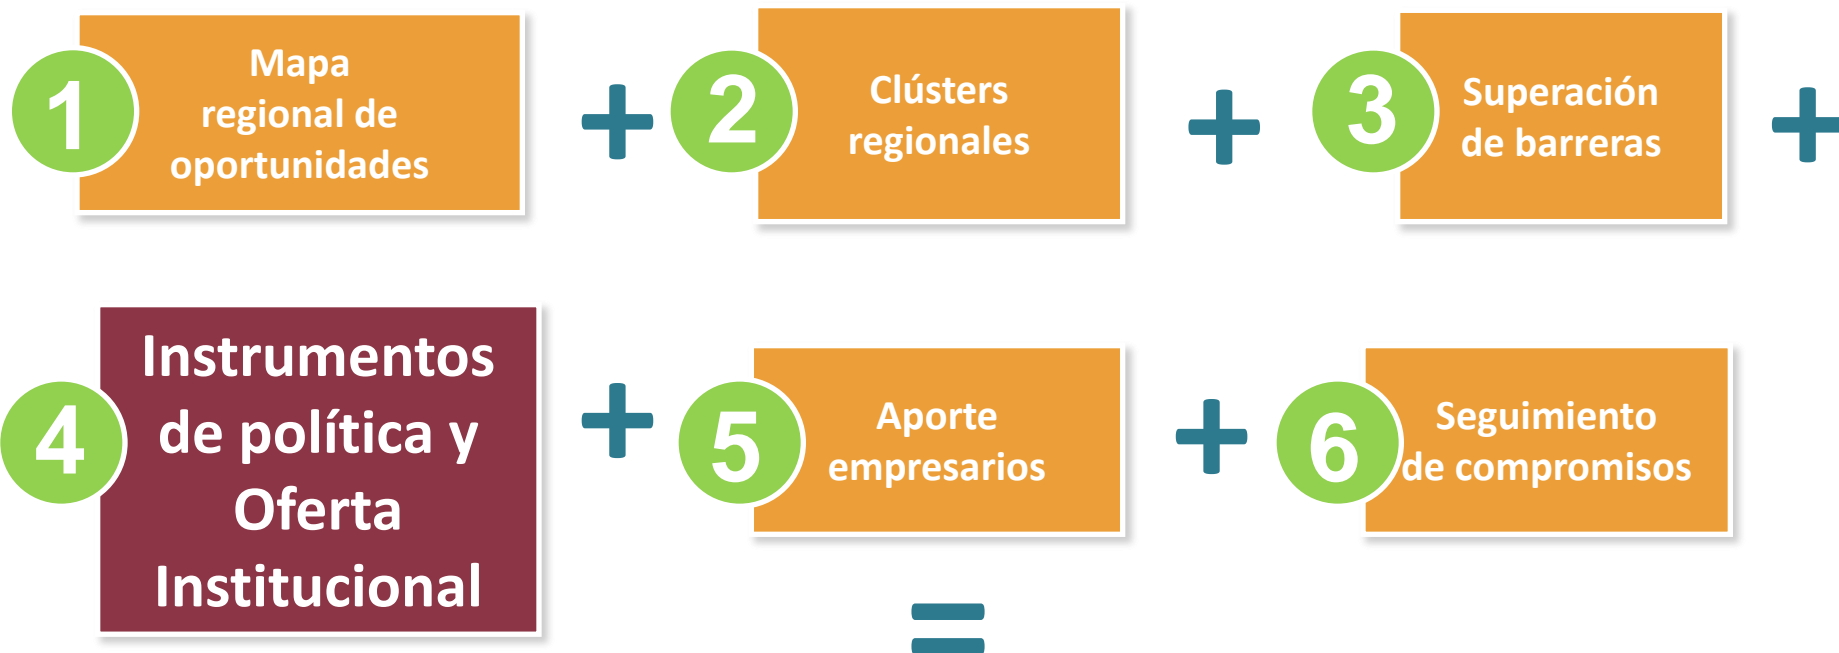 1
Mapa
regional de
oportunidades
+
2
Clústers
regionales
+
3
Superación
de barreras
+
4
Instrumentos
de política y
Oferta
Institucional
+
5
Aporte
empresarios
+
6
Seguimiento
de compromisos
=